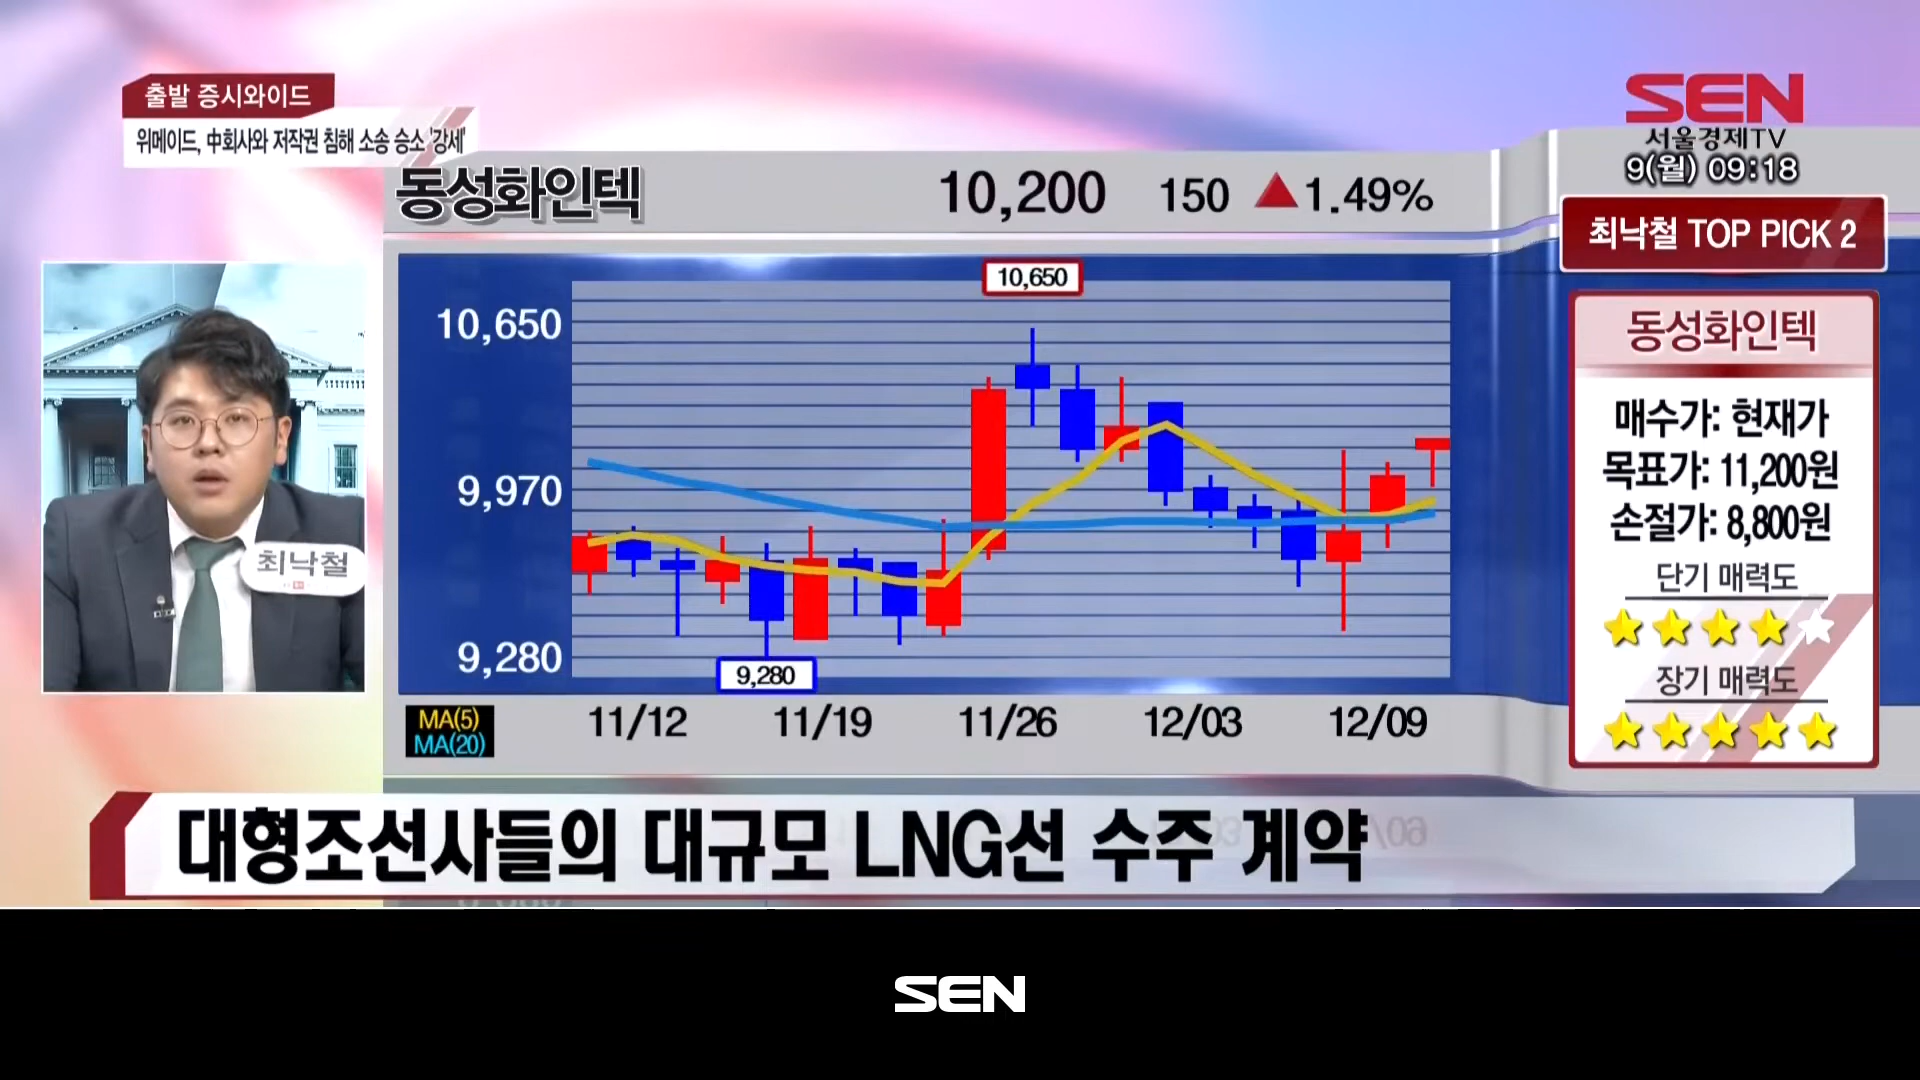 출발 증시와이드
위메이드, 中회사와 저작권 침해 소송 승소 '강세'
SEN
서울경제TV
9(월) 09:18
동성화인텍 10,200 150 ▲1.49%
최낙철 TOP PICK 2
동성화인텍
매수가: 현재가
목표가: 11,200원
손절가: 8,800원
단기 매력도
장기 매력도
10,650
10,650
9,970
9,280
9,280
MA(5)
MA(20)
11/12 11/19 11/26 12/03 12/09
최낙철
대형조선사들의 대규모 LNG선 수주 계약
SEN